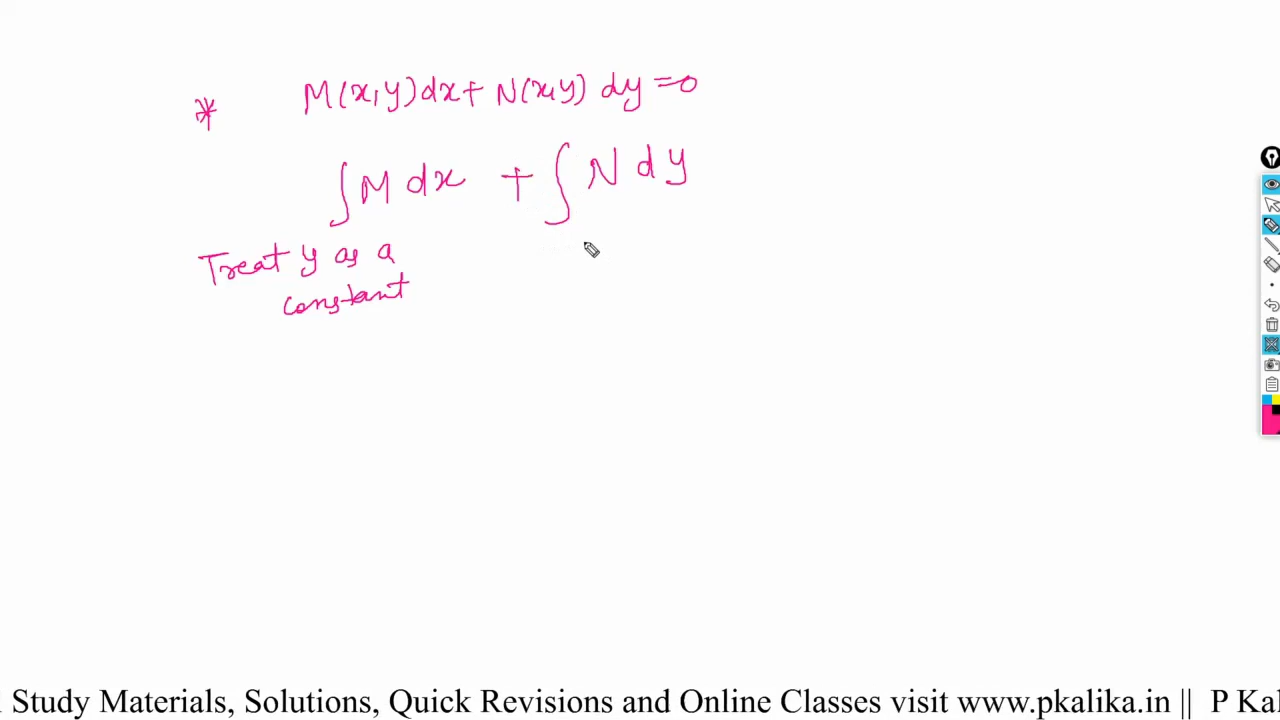 * M(x,y)dx+ N(x,y) dy=0
∫M dx + ∫N dy
Treat y as a
constant
Study Materials, Solutions, Quick Revisions and Online Classes visit www.pkalika.in || P Kal